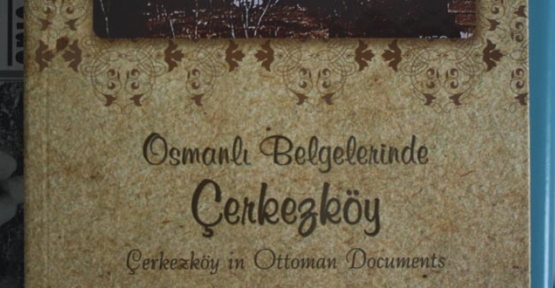 Osmanlı Belgelerinde
Çerkezköy
Çerkezköy in Ottoman Documents